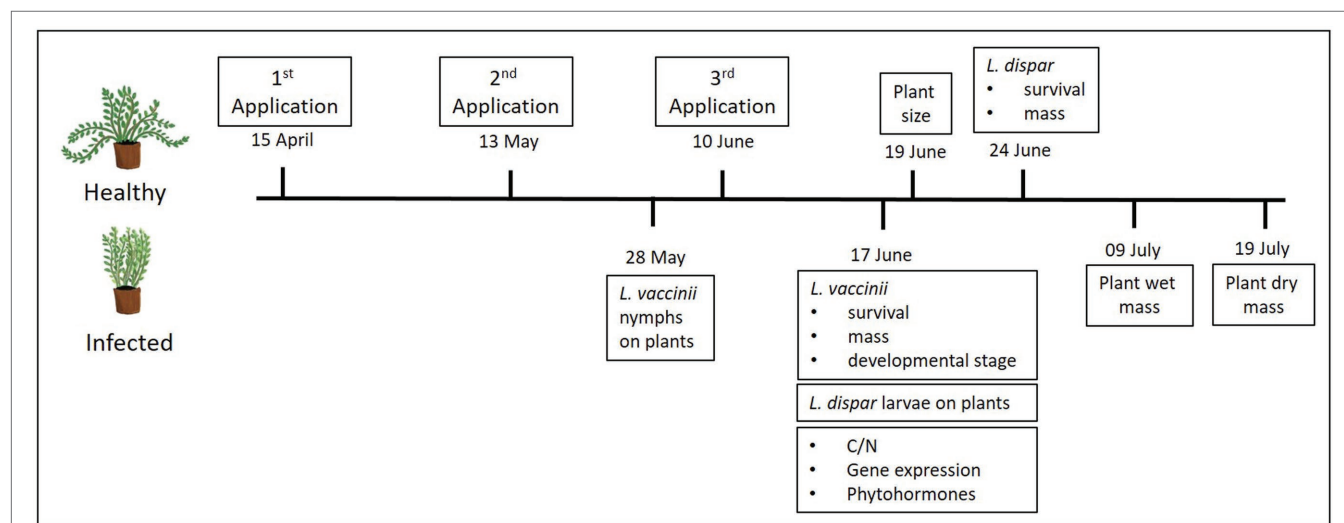 Healthy
Infected
1st
Application
15 April
2nd
Application
13 May
3rd
Application
10 June
Plant
size
19 June
L. dispar
• survival
• mass
24 June
28 May
L. vaccinii
nymphs
on plants
17 June
L. vaccinii
• survival
• mass
• developmental stage
L. dispar larvae on plants
• C/N
• Gene expression
• Phytohormones
09 July
Plant wet
mass
19 July
Plant dry
mass